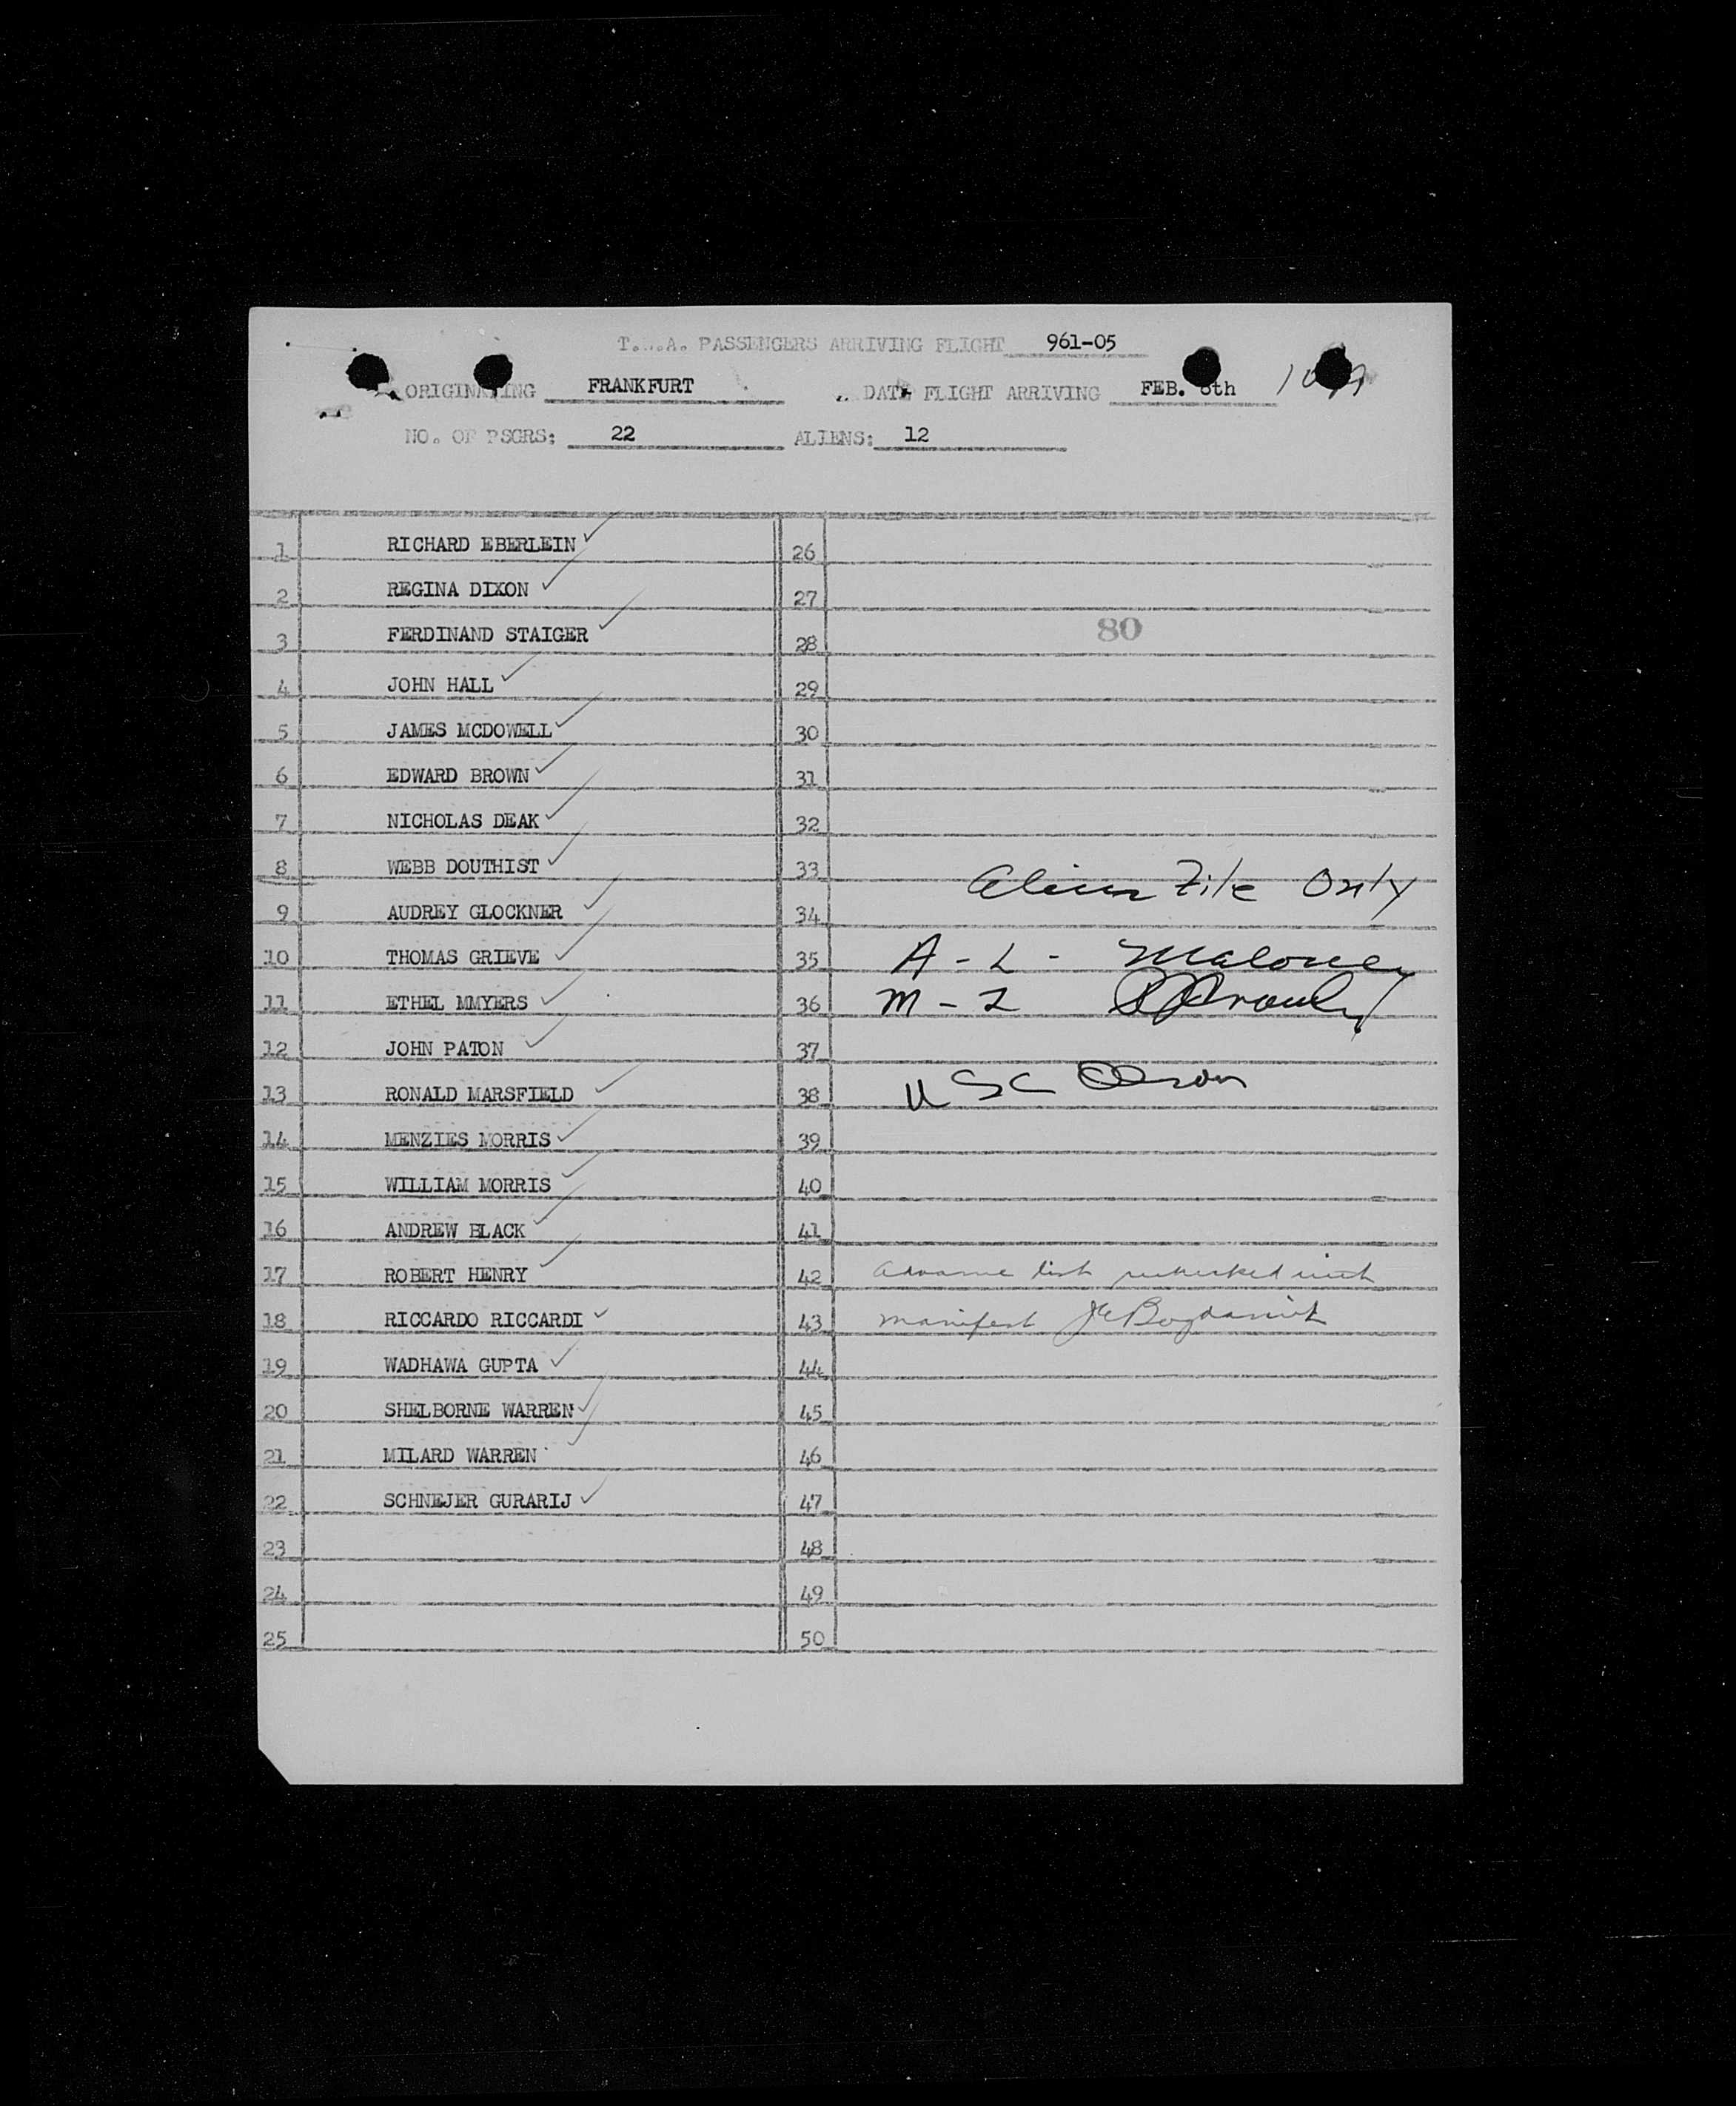 T.W.A. PASSENGERS ARRIVING FLIGHT 961-05
ORIGINATING FRANKFURT DATE FLIGHT ARRIVING FEB. 8th
NO. OF PSGRS: 22 ALIENS: 12
1 RICHARD EBERLEIN
2 REGINA DIXON
3 FERDINAND STAIGER
4 JOHN HALL
5 JAMES MCDOWELL
6 EDWARD BROWN
7 NICHOLAS DEAK
8 WEBB DOUTHIST
9 AUDREY GLOCKNER
10 THOMAS GRIEVE
11 ETHEL MMYERS
12 JOHN PATON
13 RONALD MARSFIELD
14 MENZIES MORRIS
15 WILLIAM MORRIS
16 ANDREW BLACK
17 ROBERT HENRY
18 RICCARDO RICCARDI
19 WADHAWA GUPTA
20 SHELBORNE WARREN
21 MILARD WARREN
22 SCHNEJER GURARIJ
23
24
25
26
27
28 80
29
30
31
32
33 Alien File Only
34
35 A - L - Maloney
36 M - Z
37
38 USC Olson
39
40
41
42 Advance list rechecked with
43 manifest
44
45
46
47
48
49
50